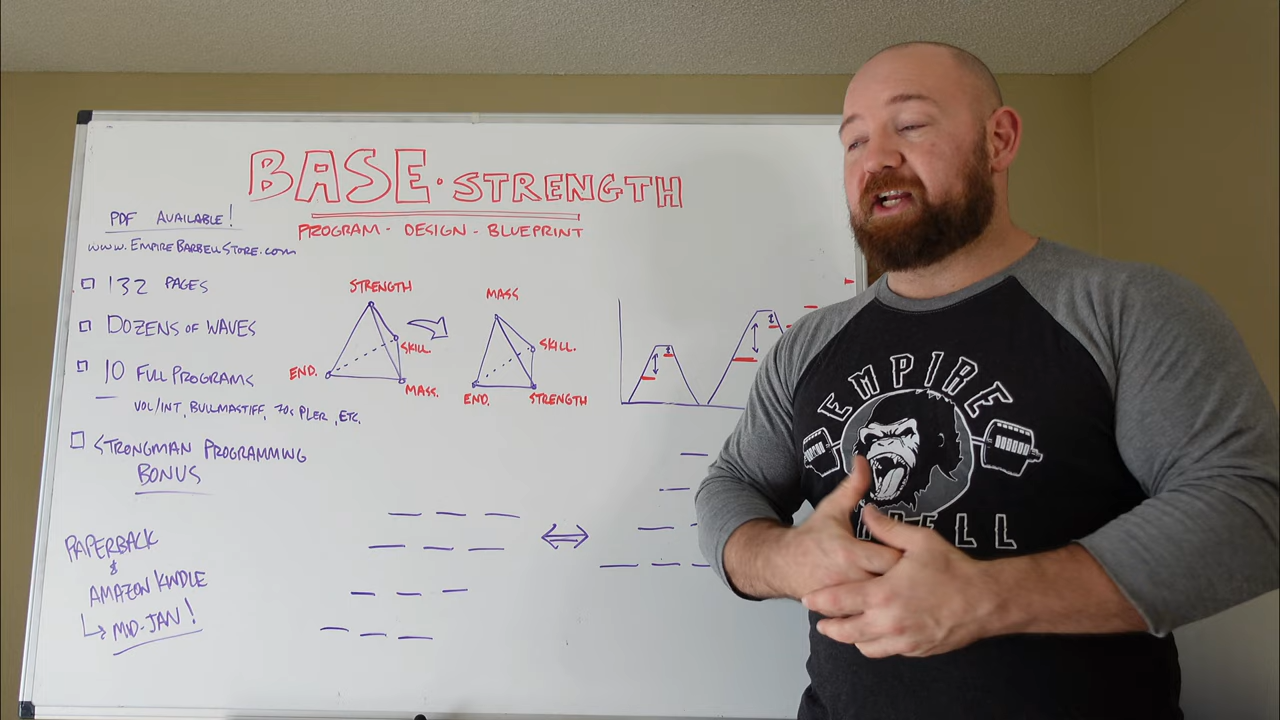 BASE · STRENGTH
PROGRAM - DESIGN - BLUEPRINT
PDF AVAILABLE!
WWW.EMPIREBARBELLSTORE.COM
132 PAGES
DOZENS OF WAVES
10 FULL PROGRAMS
VOL/INT, BULLMASTIFF, 70s PLER, ETC.
STRONGMAN PROGRAMMING
BONUS
PAPERBACK
&
AMAZON KINDLE
MID-JAN!
STRENGTH
SKILL.
END.
MASS.
MASS
SKILL.
END.
STRENGTH
EMPIRE